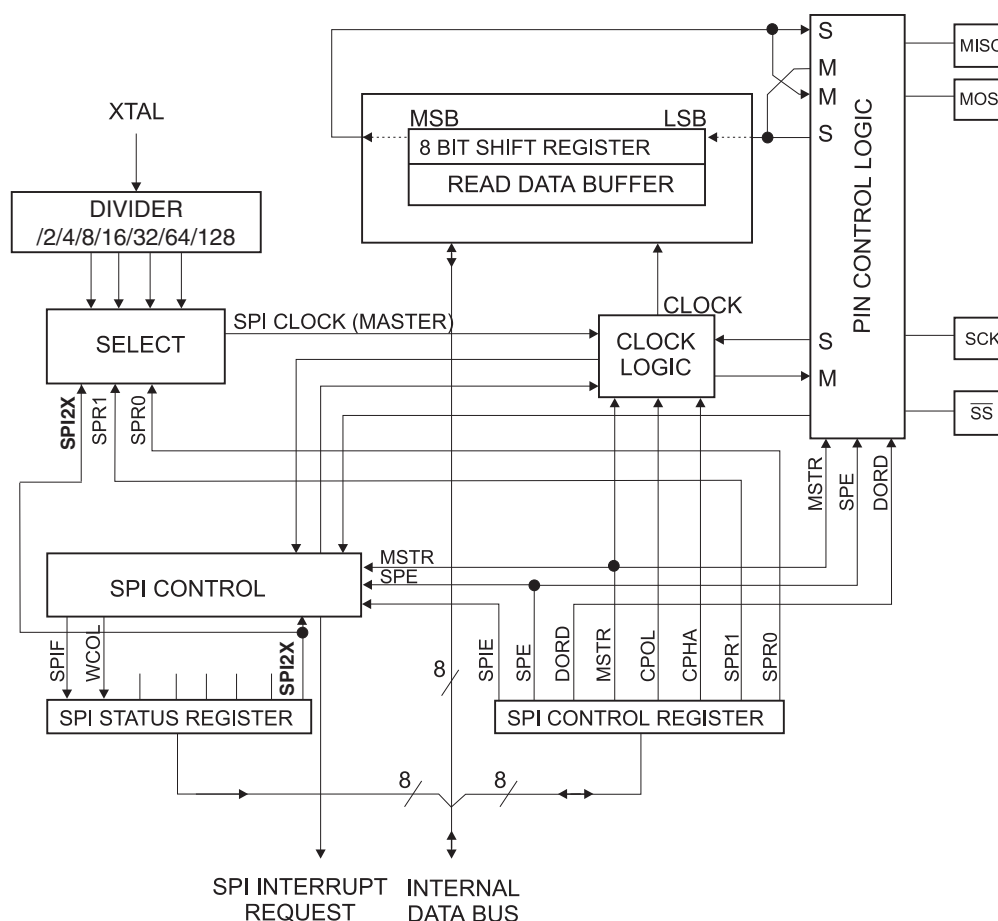 S
MISO
M
XTAL
MSB
LSB
M
MOSI
8 BIT SHIFT REGISTER
S
READ DATA BUFFER
PIN CONTROL LOGIC
DIVIDER
/2/4/8/16/32/64/128
SPI CLOCK (MASTER)
CLOCK
SELECT
CLOCK
LOGIC
S
SCK
M
SPI2X
SPR1
SPR0
SS
MSTR
SPE
DORD
MSTR
SPE
SPI CONTROL
SPIF
WCOL
SPI2X
8
SPIE
SPE
DORD
MSTR
CPOL
CPHA
SPR1
SPR0
SPI STATUS REGISTER
SPI CONTROL REGISTER
8
8
SPI INTERRUPT
REQUEST
INTERNAL
DATA BUS